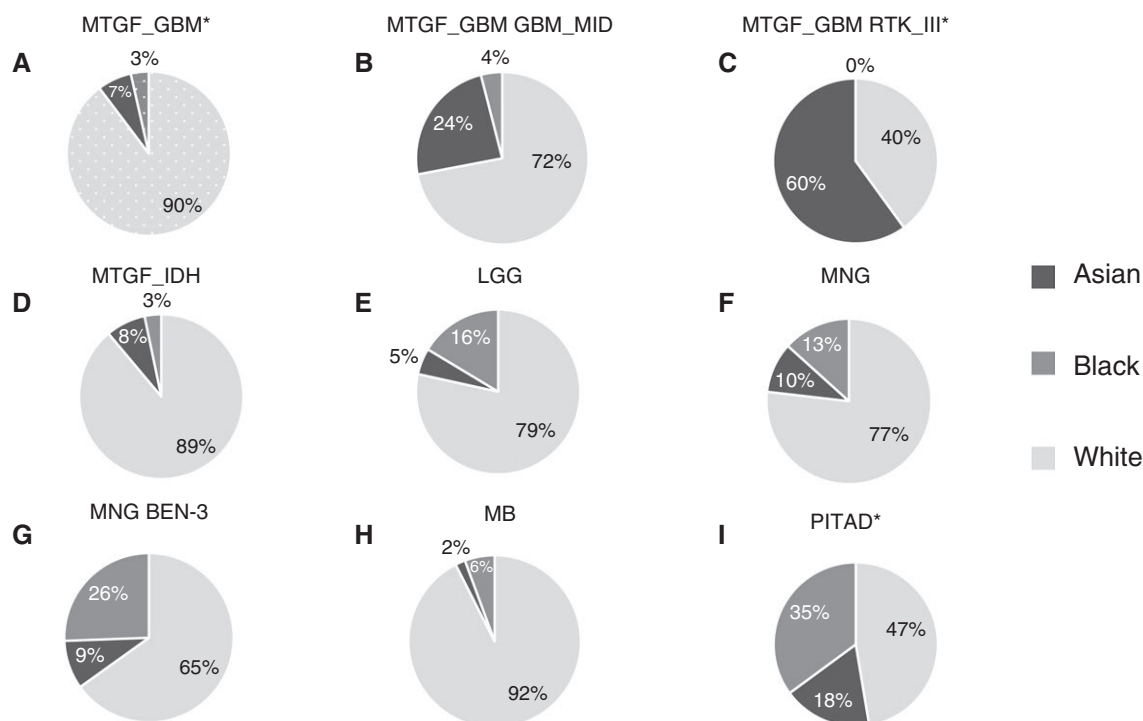 MTGF_GBM*
MTGF_GBM GBM_MID
MTGF_GBM RTK_III*
A
3%
7%
90%
B
4%
24%
72%
C
0%
40%
60%
MTGF_IDH
LGG
MNG
D
3%
8%
89%
E
16%
5%
79%
F
13%
10%
77%
Asian
Black
White
MNG BEN-3
MB
PITAD*
G
26%
9%
65%
H
2%
6%
92%
I
35%
47%
18%